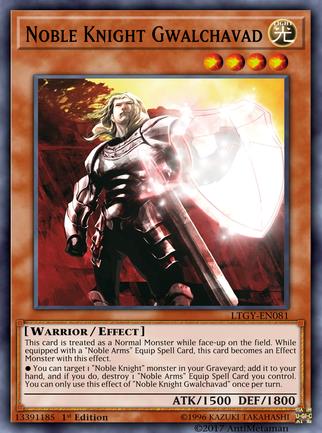 Noble Knight Gwalchavad
LIGHT
光
LTGY-EN081
[Warrior / Effect]
This card is treated as a Normal Monster while face-up on the field. While
equipped with a "Noble Arms" Equip Spell Card, this card becomes an Effect
Monster with this effect.
● You can target 1 "Noble Knight" monster in your Graveyard; add it to your
hand, and if you do, destroy 1 "Noble Arms" Equip Spell Card you control.
You can only use this effect of "Noble Knight Gwalchavad" once per turn.
ATK/1500 DEF/1800
13391185 1st Edition ©1996 KAZUKI TAKAHASHI
©2017 AntiMetaman